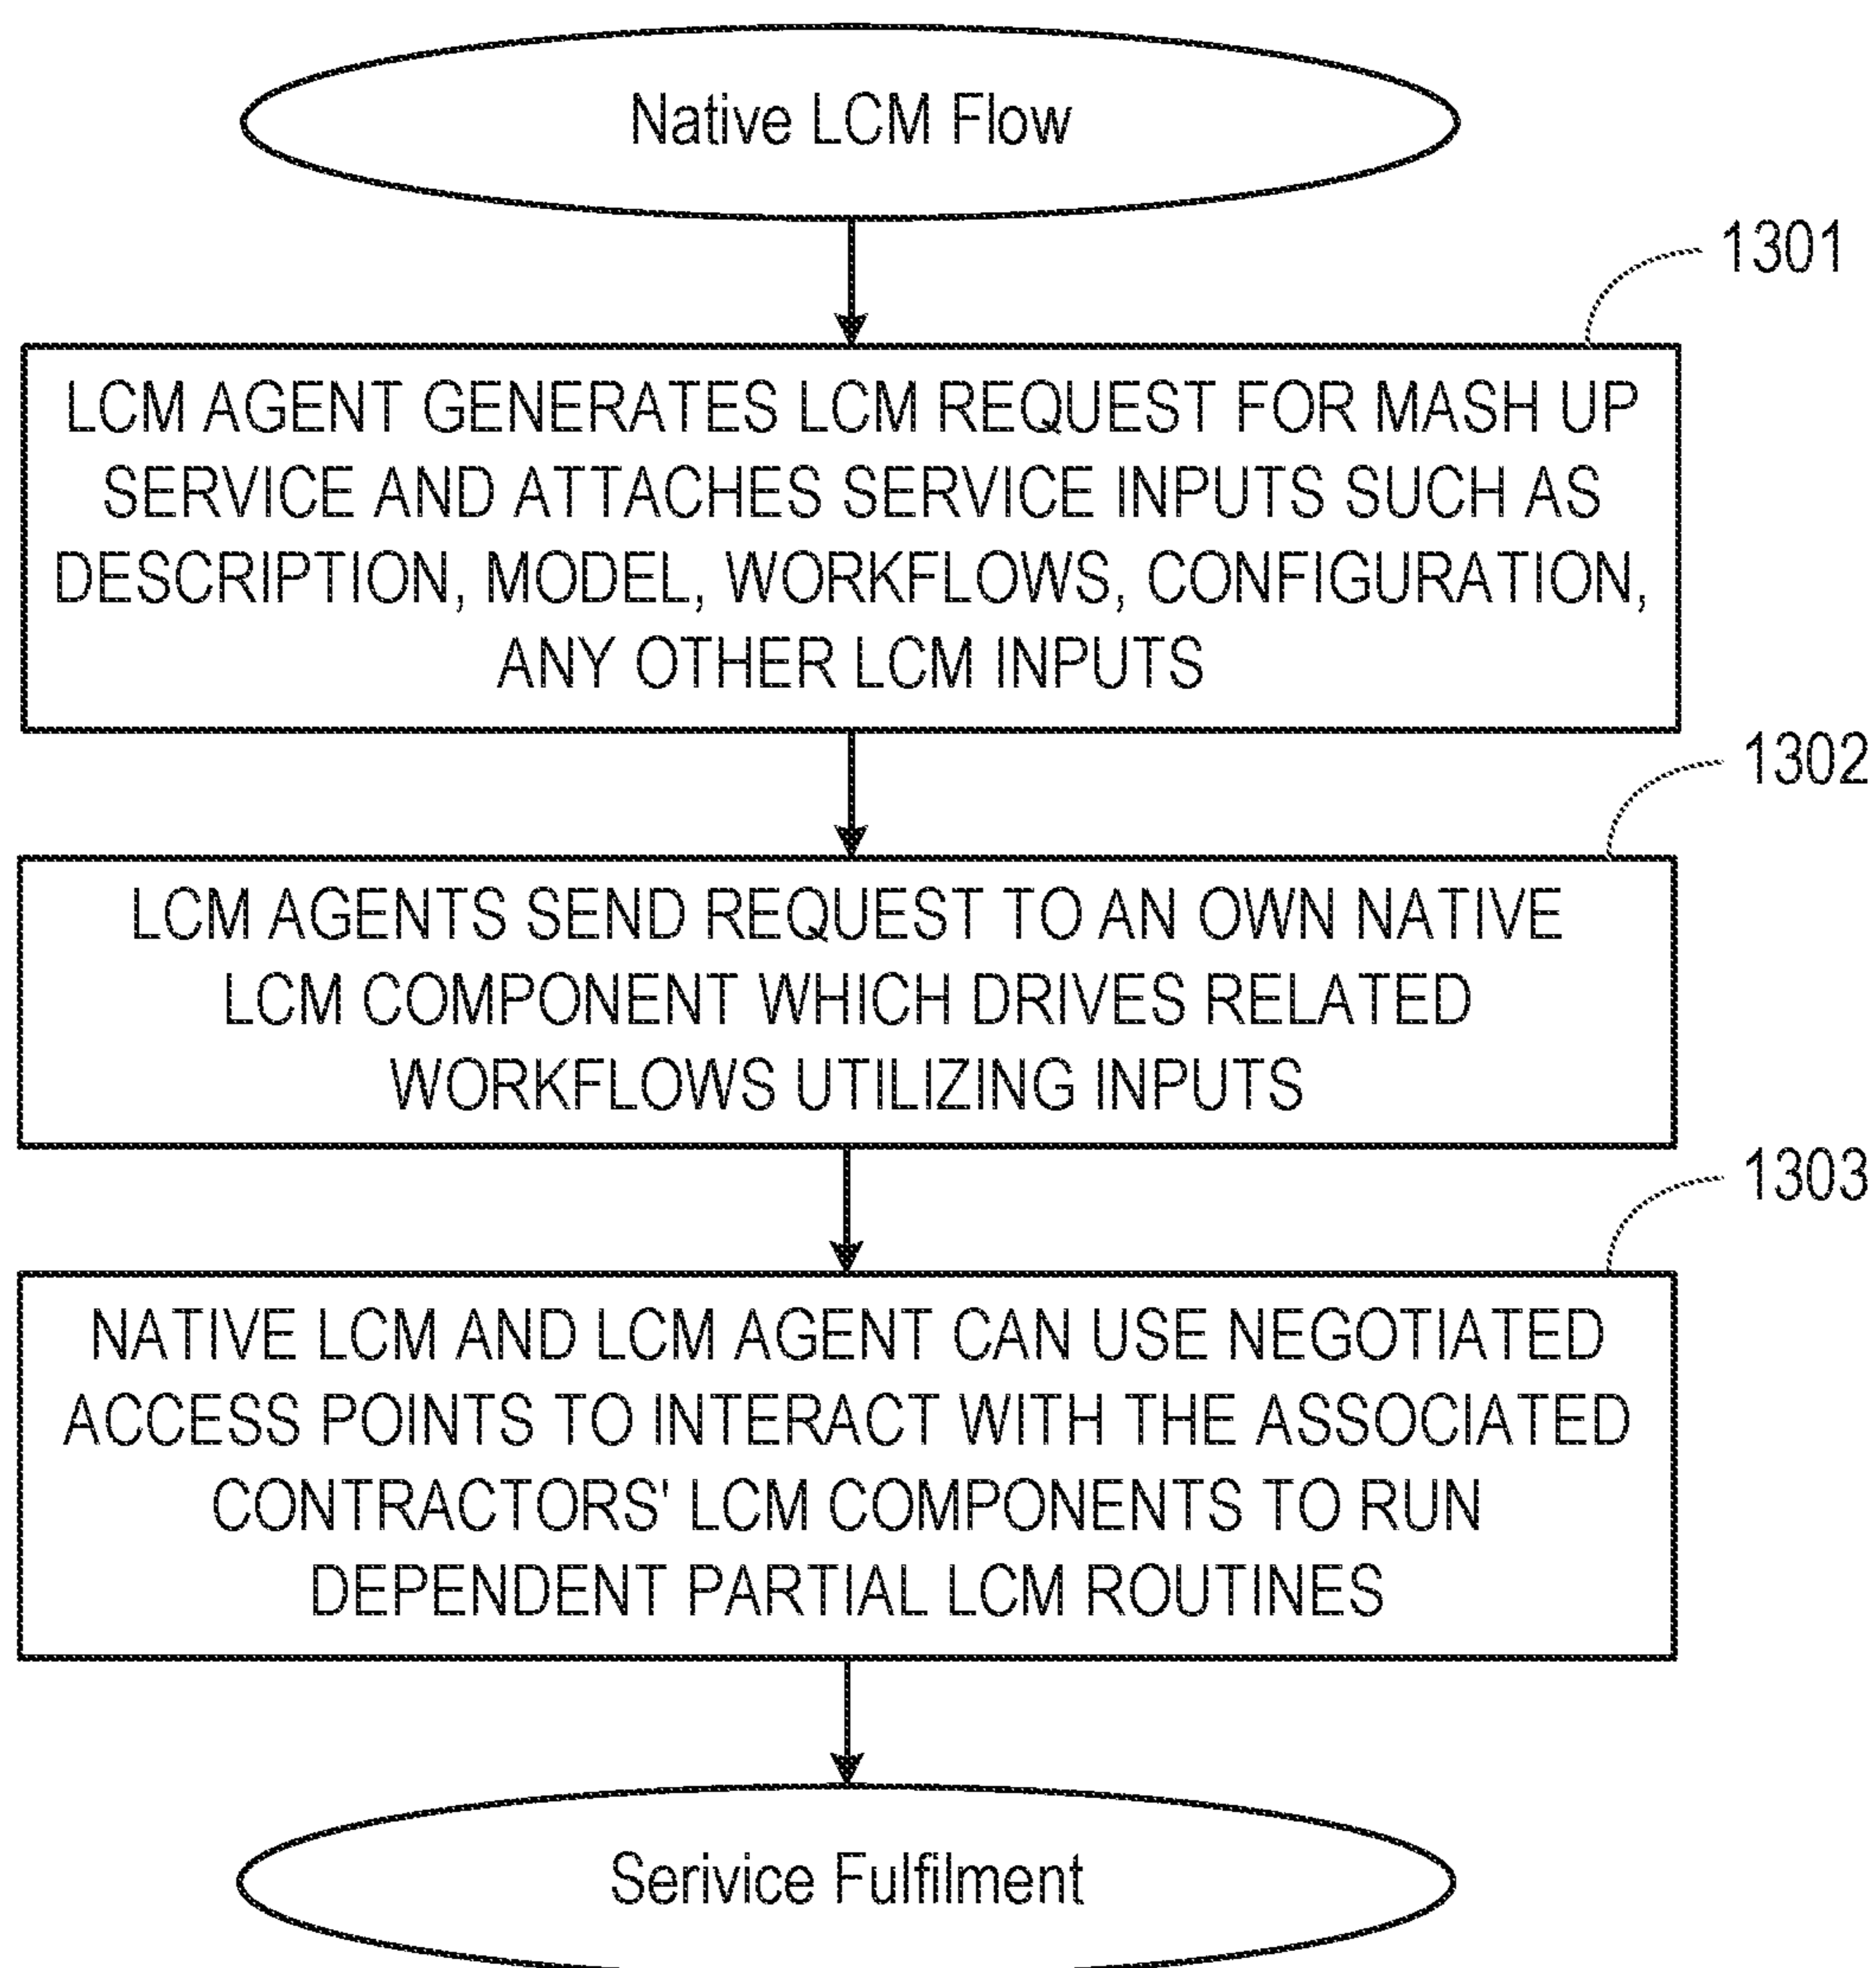 Native LCM Flow
1301
LCM AGENT GENERATES LCM REQUEST FOR MASH UP
SERVICE AND ATTACHES SERVICE INPUTS SUCH AS
DESCRIPTION, MODEL, WORKFLOWS, CONFIGURATION,
ANY OTHER LCM INPUTS
1302
LCM AGENTS SEND REQUEST TO AN OWN NATIVE
LCM COMPONENT WHICH DRIVES RELATED
WORKFLOWS UTILIZING INPUTS
1303
NATIVE LCM AND LCM AGENT CAN USE NEGOTIATED
ACCESS POINTS TO INTERACT WITH THE ASSOCIATED
CONTRACTORS' LCM COMPONENTS TO RUN
DEPENDENT PARTIAL LCM ROUTINES
Serivice Fulfilment